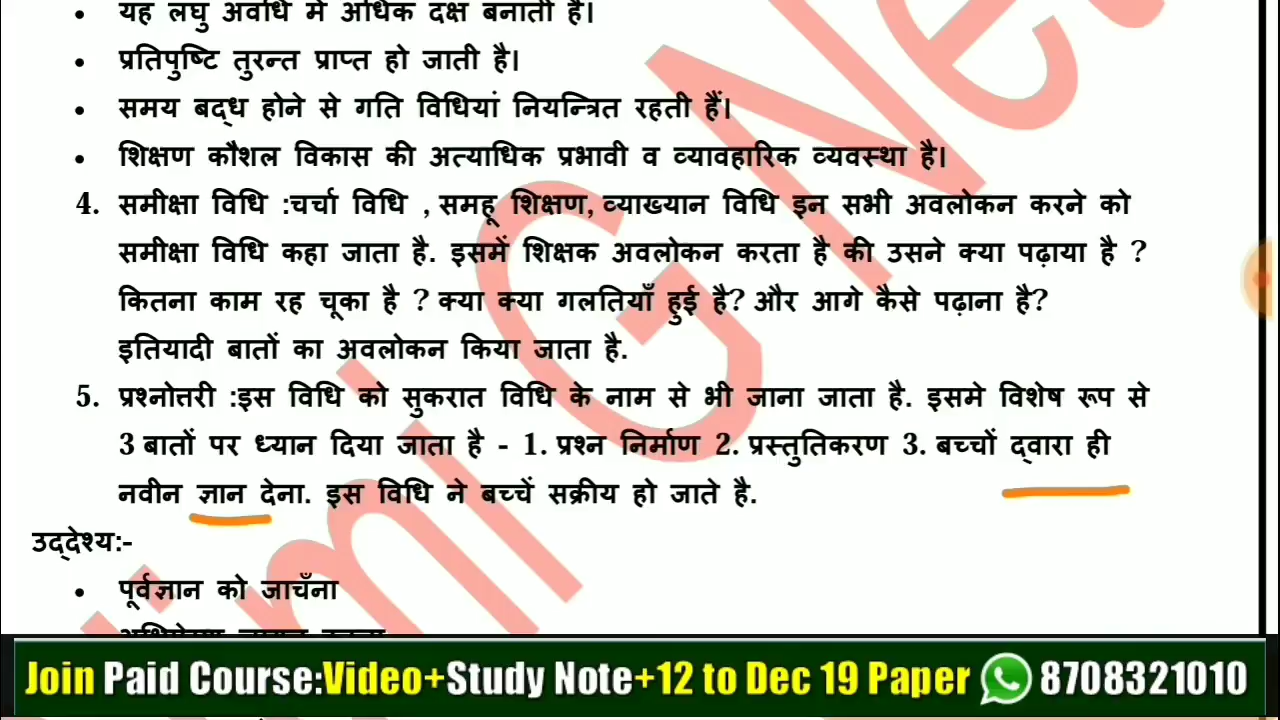 • यह लघु अवधि में अधिक दक्ष बनाती है।
• प्रतिपुष्टि तुरन्त प्राप्त हो जाती है।
• समय बद्ध होने से गति विधियां नियन्त्रित रहती हैं।
• शिक्षण कौशल विकास की अत्याधिक प्रभावी व व्यावहारिक व्यवस्था है।
4. समीक्षा विधि :चर्चा विधि , समहू शिक्षण, व्याख्यान विधि इन सभी अवलोकन करने को
समीक्षा विधि कहा जाता है. इसमें शिक्षक अवलोकन करता है की उसने क्या पढ़ाया है ?
कितना काम रह चूका है ? क्या क्या गलतियाँ हुई है? और आगे कैसे पढ़ाना है?
इतियादी बातों का अवलोकन किया जाता है.
5. प्रश्नोत्तरी :इस विधि को सुकरात विधि के नाम से भी जाना जाता है. इसमे विशेष रूप से
3 बातों पर ध्यान दिया जाता है - 1. प्रश्न निर्माण 2. प्रस्तुतिकरण 3. बच्चों द्वारा ही
नवीन ज्ञान देना. इस विधि ने बच्चें सक्रीय हो जाते है.
उद्देश्य:-
• पूर्वज्ञान को जाचँना
Join Paid Course:Video+Study Note+12 to Dec 19 Paper 8708321010